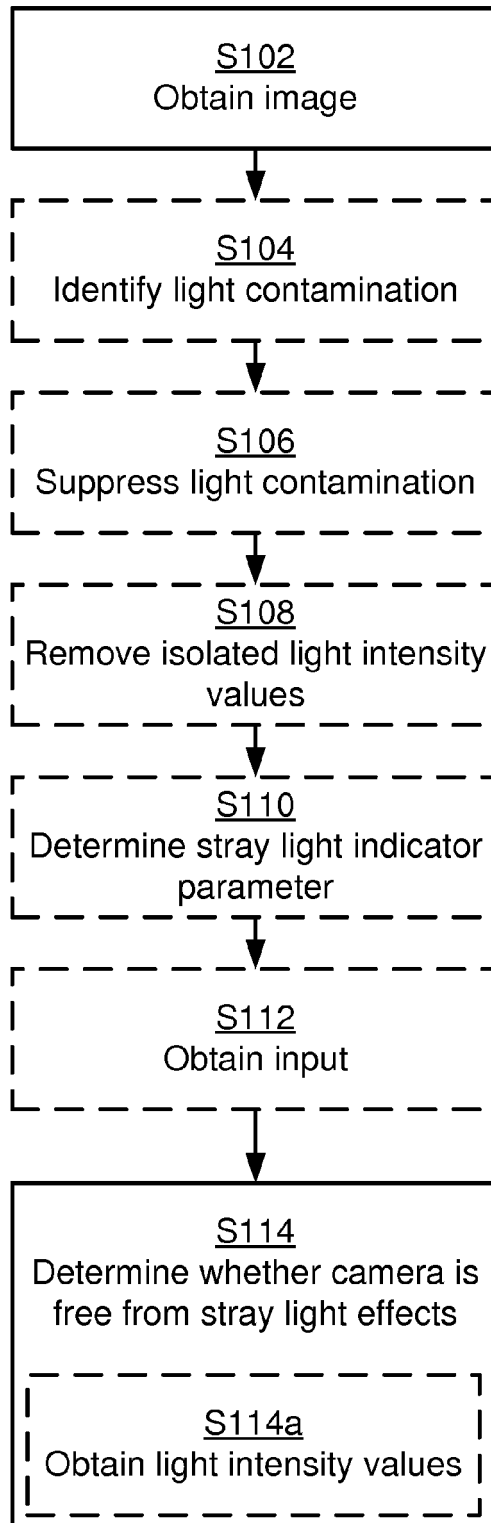 S102
Obtain image
S104
Identify light contamination
S106
Suppress light contamination
S108
Remove isolated light intensity
values
S110
Determine stray light indicator
parameter
S112
Obtain input
S114
Determine whether camera is
free from stray light effects
S114a
Obtain light intensity values